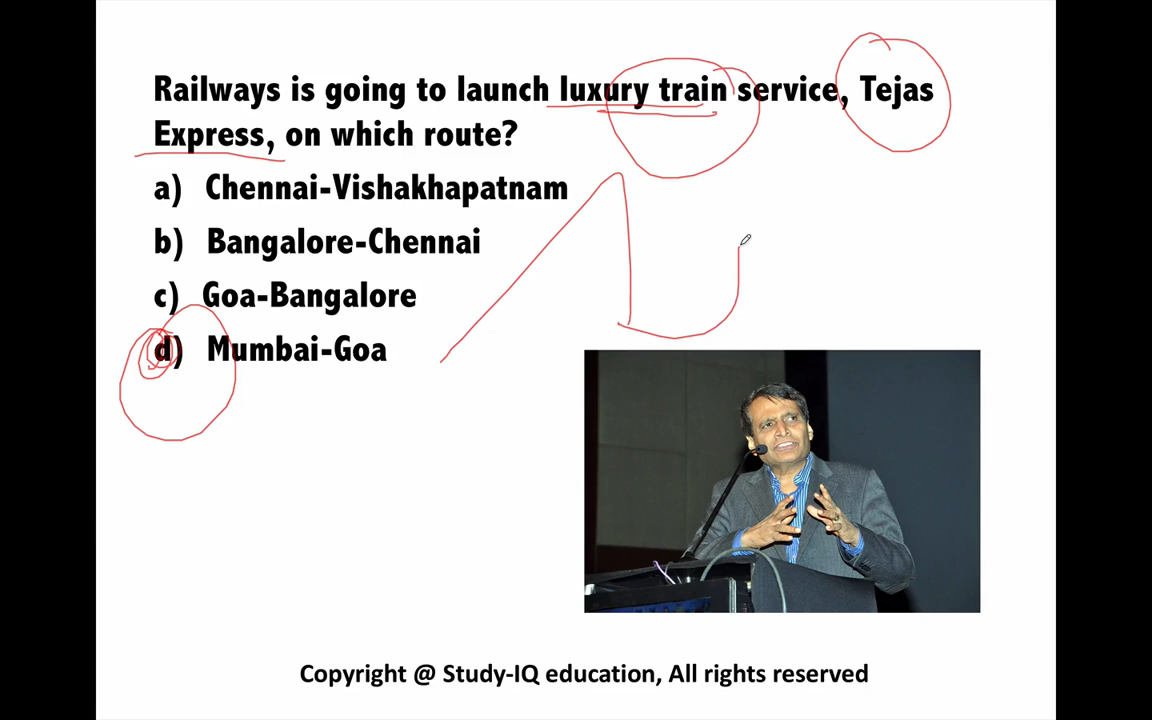 Railways is going to launch luxury train service, Tejas
Express, on which route?
a) Chennai-Vishakhapatnam
b) Bangalore-Chennai
c) Goa-Bangalore
d) Mumbai-Goa
Copyright @ Study-IQ education, All rights reserved